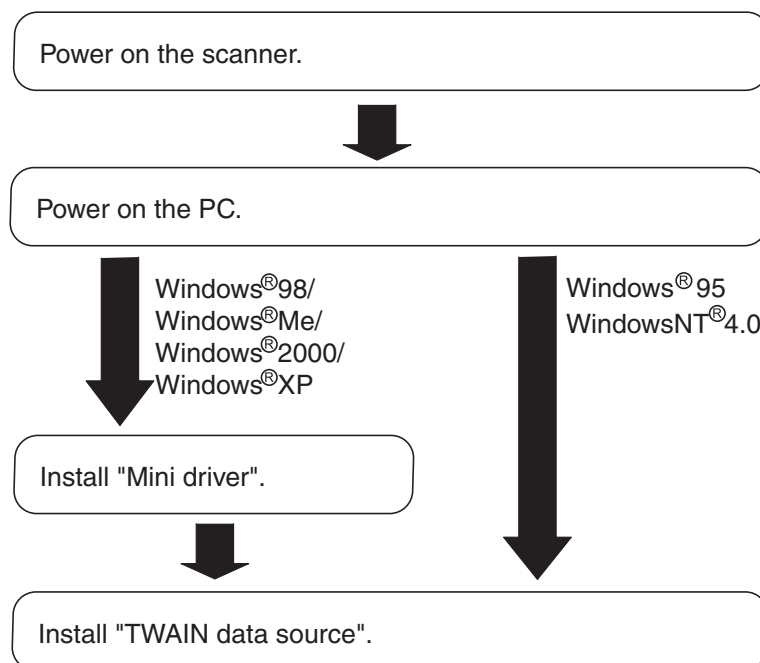 Power on the scanner.
Power on the PC.
Windows®98/
Windows®Me/
Windows®2000/
Windows®XP
Windows®95
WindowsNT®4.0
Install "Mini driver".
Install "TWAIN data source".